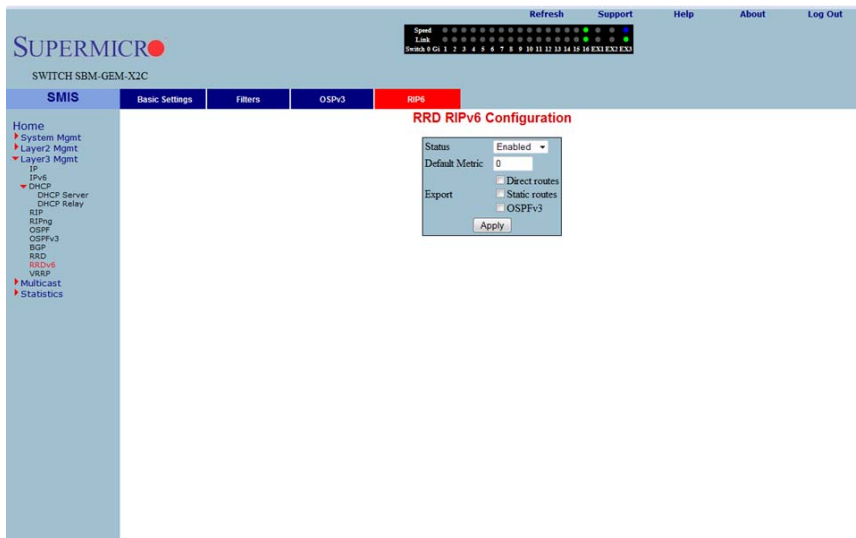 Refresh Support Help About Log Out
Speed
Link
Switch 0 Gi 1 2 3 4 5 6 7 8 9 10 11 12 13 14 15 16 EX1 EX2 EX3
SUPERMICRO
SWITCH SBM-GEM-X2C
SMIS Basic Settings Filters OSPv3 RIP6
RRD RIPv6 Configuration
Status Enabled
Default Metric 0
Export
Direct routes
Static routes
OSPFv3
Apply
Home
System Mgmt
Layer2 Mgmt
Layer3 Mgmt
IP
IPv6
DHCP
DHCP Server
DHCP Relay
RIP
RIPng
OSPF
OSPFv3
BGP
RRD
RRDv6
VRRP
Multicast
Statistics